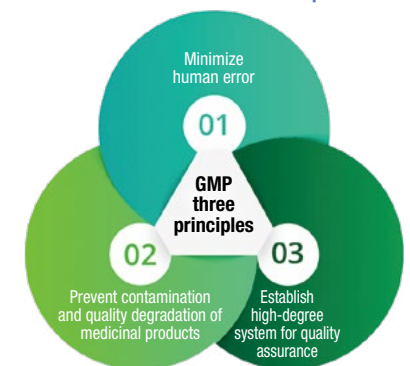 Minimize
human error
01
GMP
three
principles
02
03
Prevent contamination
and quality degradation of
medicinal products
Establish
high-degree
system for quality
assurance